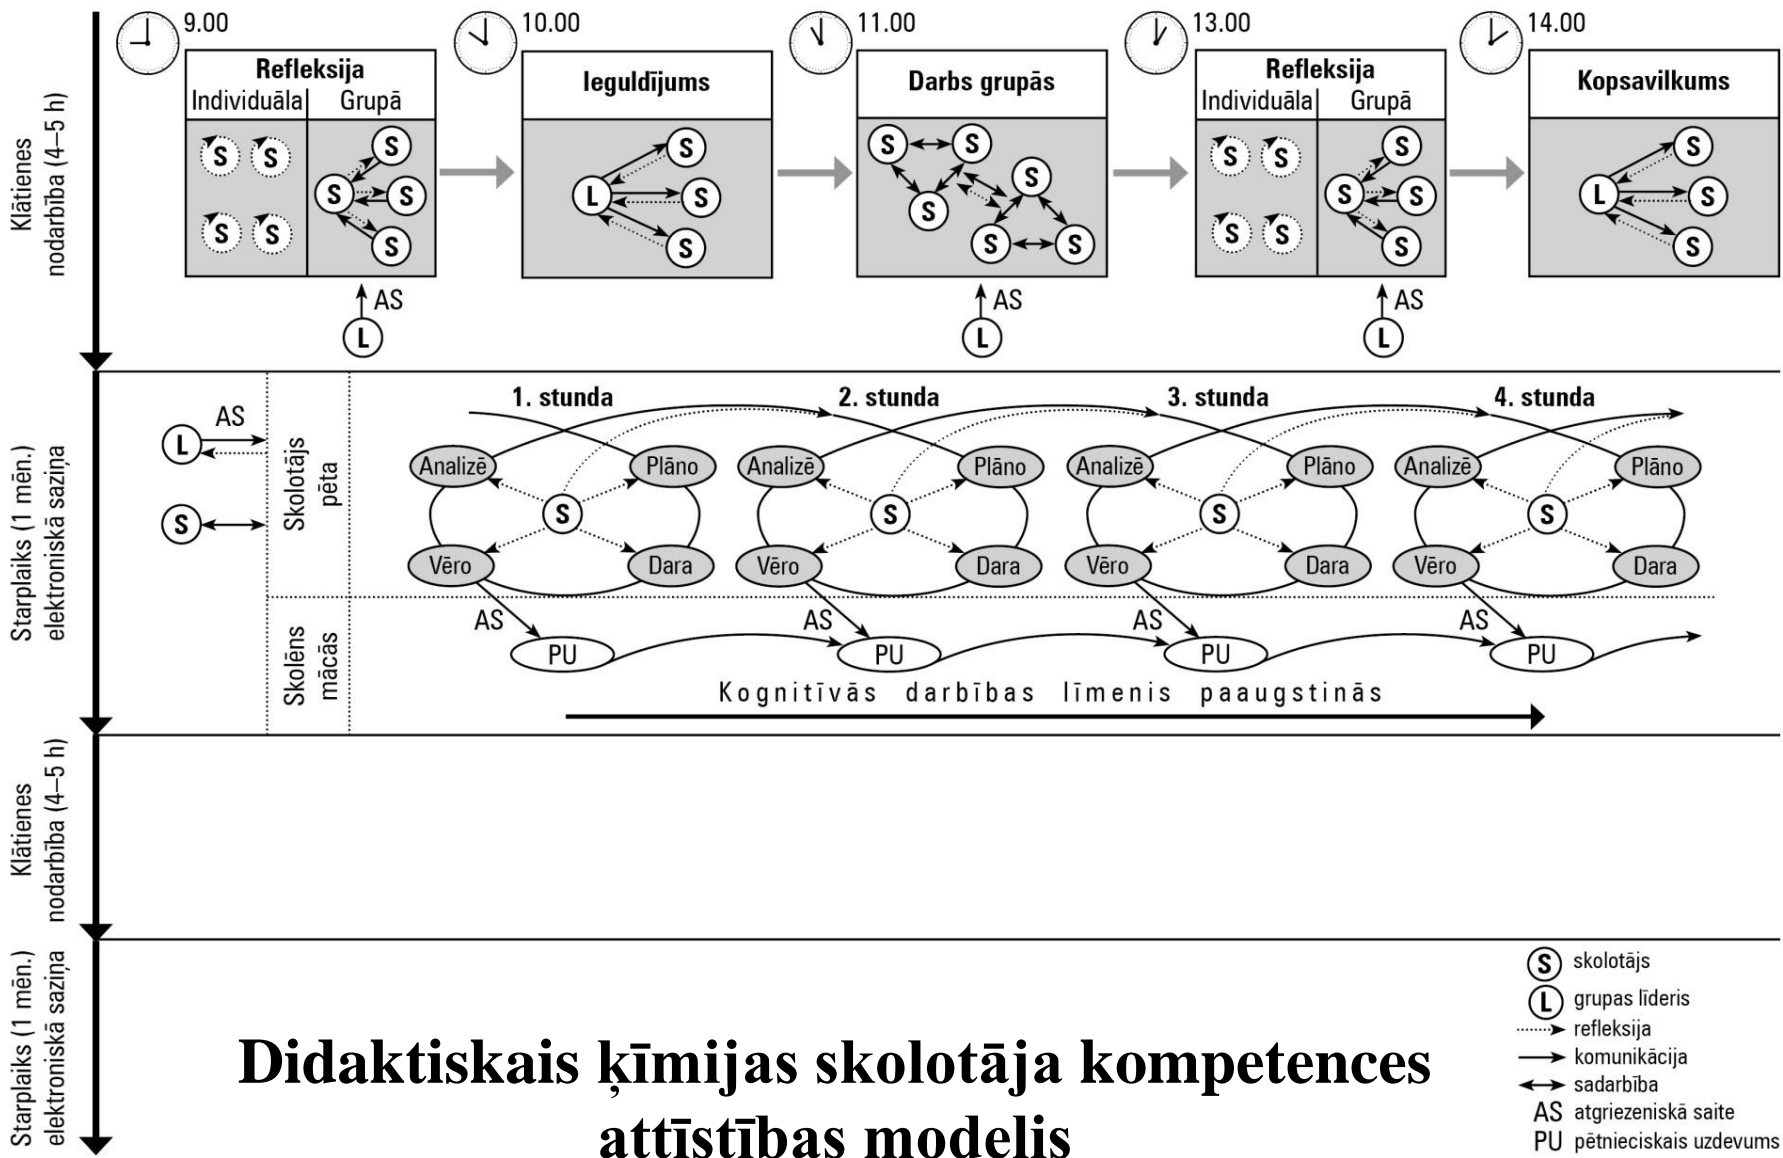 9.00
10.00
11.00
13.00
14.00
Klātienes
nodarbība (4–5 h)
Refleksija
Individuāla
Grupā
S S
S S
S
S
S
S
AS
L
Ieguldījums
L
S
S
S
Darbs grupās
S
S
S
S
S
S
AS
L
Refleksija
Individuāla
Grupā
S S
S S
S
S
S
S
AS
L
Kopsavilkums
L
S
S
S
Starplaiks (1 mēn.)
elektroniskā saziņa
AS
L
S
Skolotājs
pēta
1. stunda
Analizē
Plāno
S
Vēro
Dara
2. stunda
Analizē
Plāno
S
Vēro
Dara
3. stunda
Analizē
Plāno
S
Vēro
Dara
4. stunda
Analizē
Plāno
S
Vēro
Dara
Skolēns
mācās
AS
PU
AS
PU
AS
PU
AS
PU
Kognitīvās darbības līmenis paaugstinās
Klātienes
nodarbība (4–5 h)
Starplaiks (1 mēn.)
elektroniskā saziņa
Didaktiskais ķīmijas skolotāja kompetences
attīstības modelis
S skolotājs
L grupas līderis
refleksija
komunikācija
sadarbība
AS atgriezeniskā saite
PU pētnieciskais uzdevums